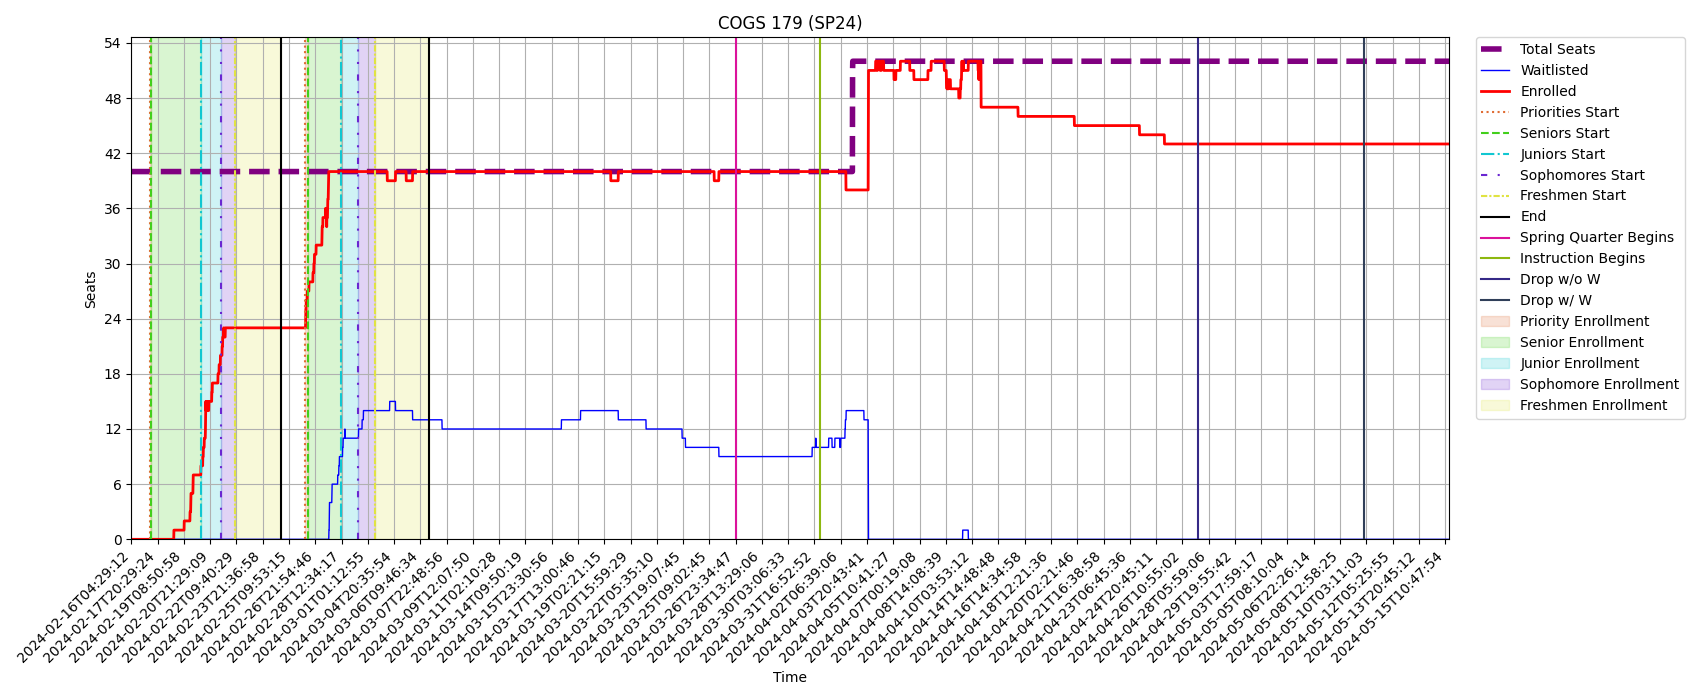 COGS 179 (SP24)
54
48
42
36
30
24
18
12
6
0
Seats
2024-02-16T04:29:12
2024-02-17T20:29:24
2024-02-19T08:50:58
2024-02-20T21:29:09
2024-02-22T09:40:29
2024-02-23T21:36:58
2024-02-25T09:53:15
2024-02-26T21:54:46
2024-02-28T12:34:17
2024-03-01T01:12:55
2024-03-04T20:35:54
2024-03-06T09:46:34
2024-03-07T22:48:56
2024-03-09T12:07:50
2024-03-11T02:10:28
2024-03-14T09:50:19
2024-03-15T23:30:56
2024-03-17T13:00:46
2024-03-19T02:21:15
2024-03-20T15:59:29
2024-03-22T05:35:10
2024-03-23T19:07:45
2024-03-25T09:02:45
2024-03-26T23:34:47
2024-03-28T13:29:06
2024-03-30T03:06:33
2024-03-31T16:52:52
2024-04-02T06:39:06
2024-04-03T20:43:41
2024-04-05T10:41:27
2024-04-07T00:19:08
2024-04-08T14:08:39
2024-04-10T03:53:12
2024-04-14T14:48:48
2024-04-16T14:34:58
2024-04-18T12:21:36
2024-04-20T02:21:46
2024-04-21T16:38:58
2024-04-23T06:45:36
2024-04-24T20:45:11
2024-04-26T10:55:02
2024-04-28T05:59:06
2024-04-29T19:55:42
2024-05-03T17:59:17
2024-05-05T08:10:04
2024-05-06T22:26:14
2024-05-08T12:58:25
2024-05-10T03:11:03
2024-05-12T05:25:55
2024-05-13T20:45:12
2024-05-15T10:47:54
Time
Total Seats
Waitlisted
Enrolled
Priorities Start
Seniors Start
Juniors Start
Sophomores Start
Freshmen Start
End
Spring Quarter Begins
Instruction Begins
Drop w/o W
Drop w/ W
Priority Enrollment
Senior Enrollment
Junior Enrollment
Sophomore Enrollment
Freshmen Enrollment